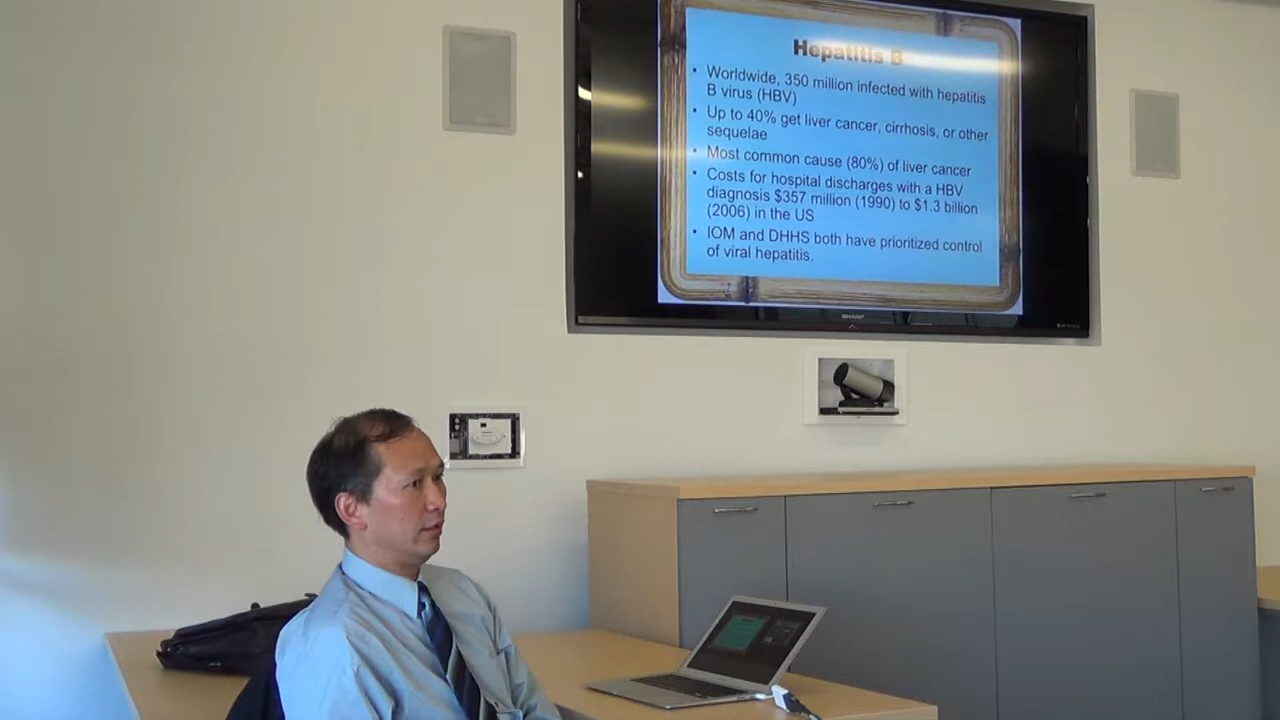 Hepatitis B
• Worldwide, 350 million infected with hepatitis
B virus (HBV)
• Up to 40% get liver cancer, cirrhosis, or other
sequelae
• Most common cause (80%) of liver cancer
• Costs for hospital discharges with a HBV
diagnosis $357 million (1990) to $1.3 billion
(2006) in the US
• IOM and DHHS both have prioritized control
of viral hepatitis.
SHARP